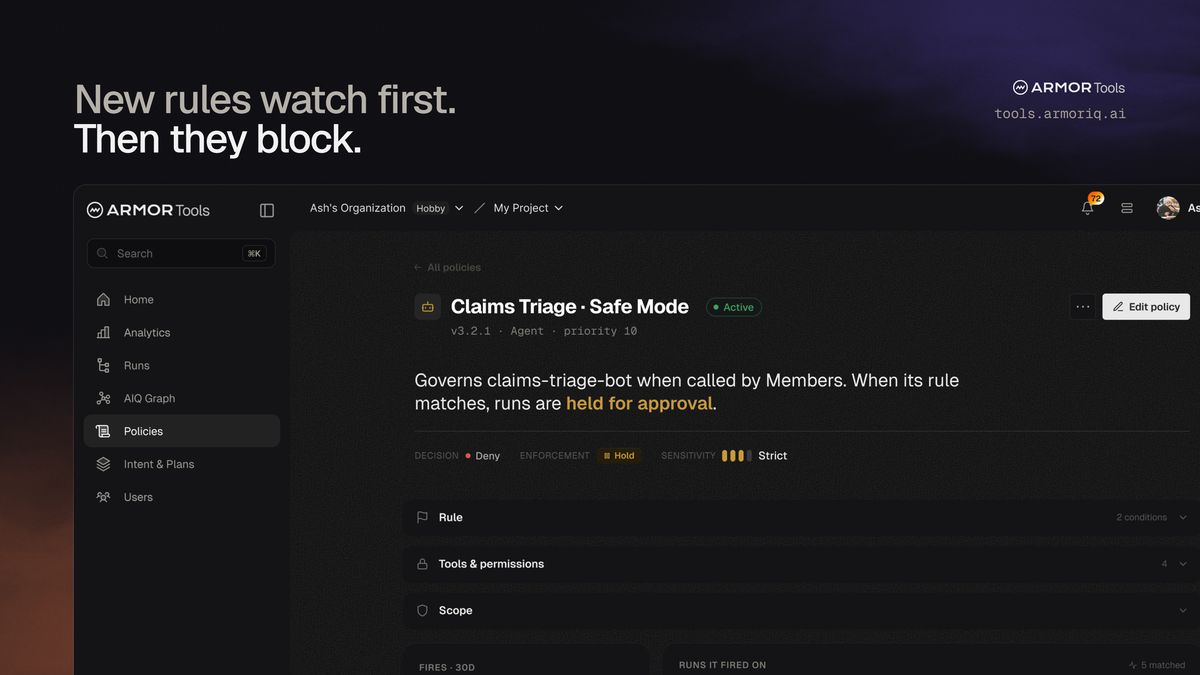 New rules watch first.
Then they block.
ARMOR Tools
tools.armoriq.ai
ARMOR Tools
Ash's Organization Hobby / My Project
72
As
Search ⌘K
Home
Analytics
Runs
AIQ Graph
Policies
Intent & Plans
Users
← All policies
Claims Triage · Safe Mode Active
... Edit policy
v3.2.1 · Agent · priority 10
Governs claims-triage-bot when called by Members. When its rule
matches, runs are held for approval.
DECISION Deny ENFORCEMENT Hold SENSITIVITY Strict
Rule 2 conditions
Tools & permissions 4
Scope
FIRES · 30D
RUNS IT FIRED ON 5 matched